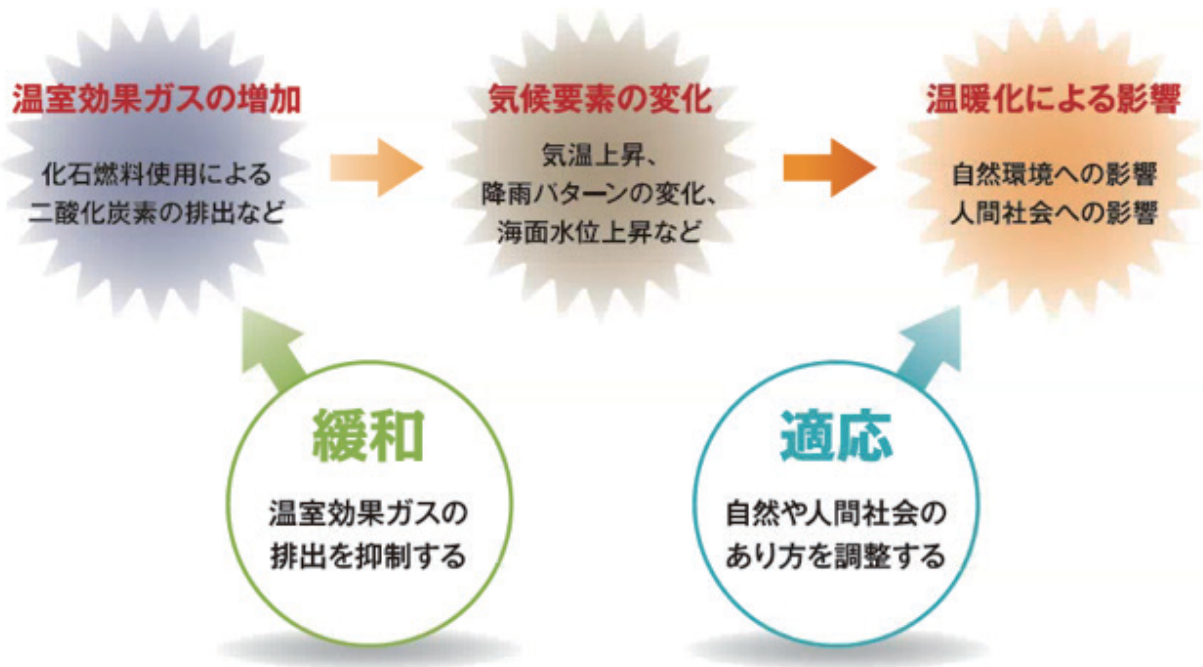 温室効果ガスの増加
化石燃料使用による
二酸化炭素の排出など
気候要素の変化
気温上昇、
降雨パターンの変化、
海面水位上昇など
温暖化による影響
自然環境への影響
人間社会への影響
緩和
温室効果ガスの
排出を抑制する
適応
自然や人間社会の
あり方を調整する